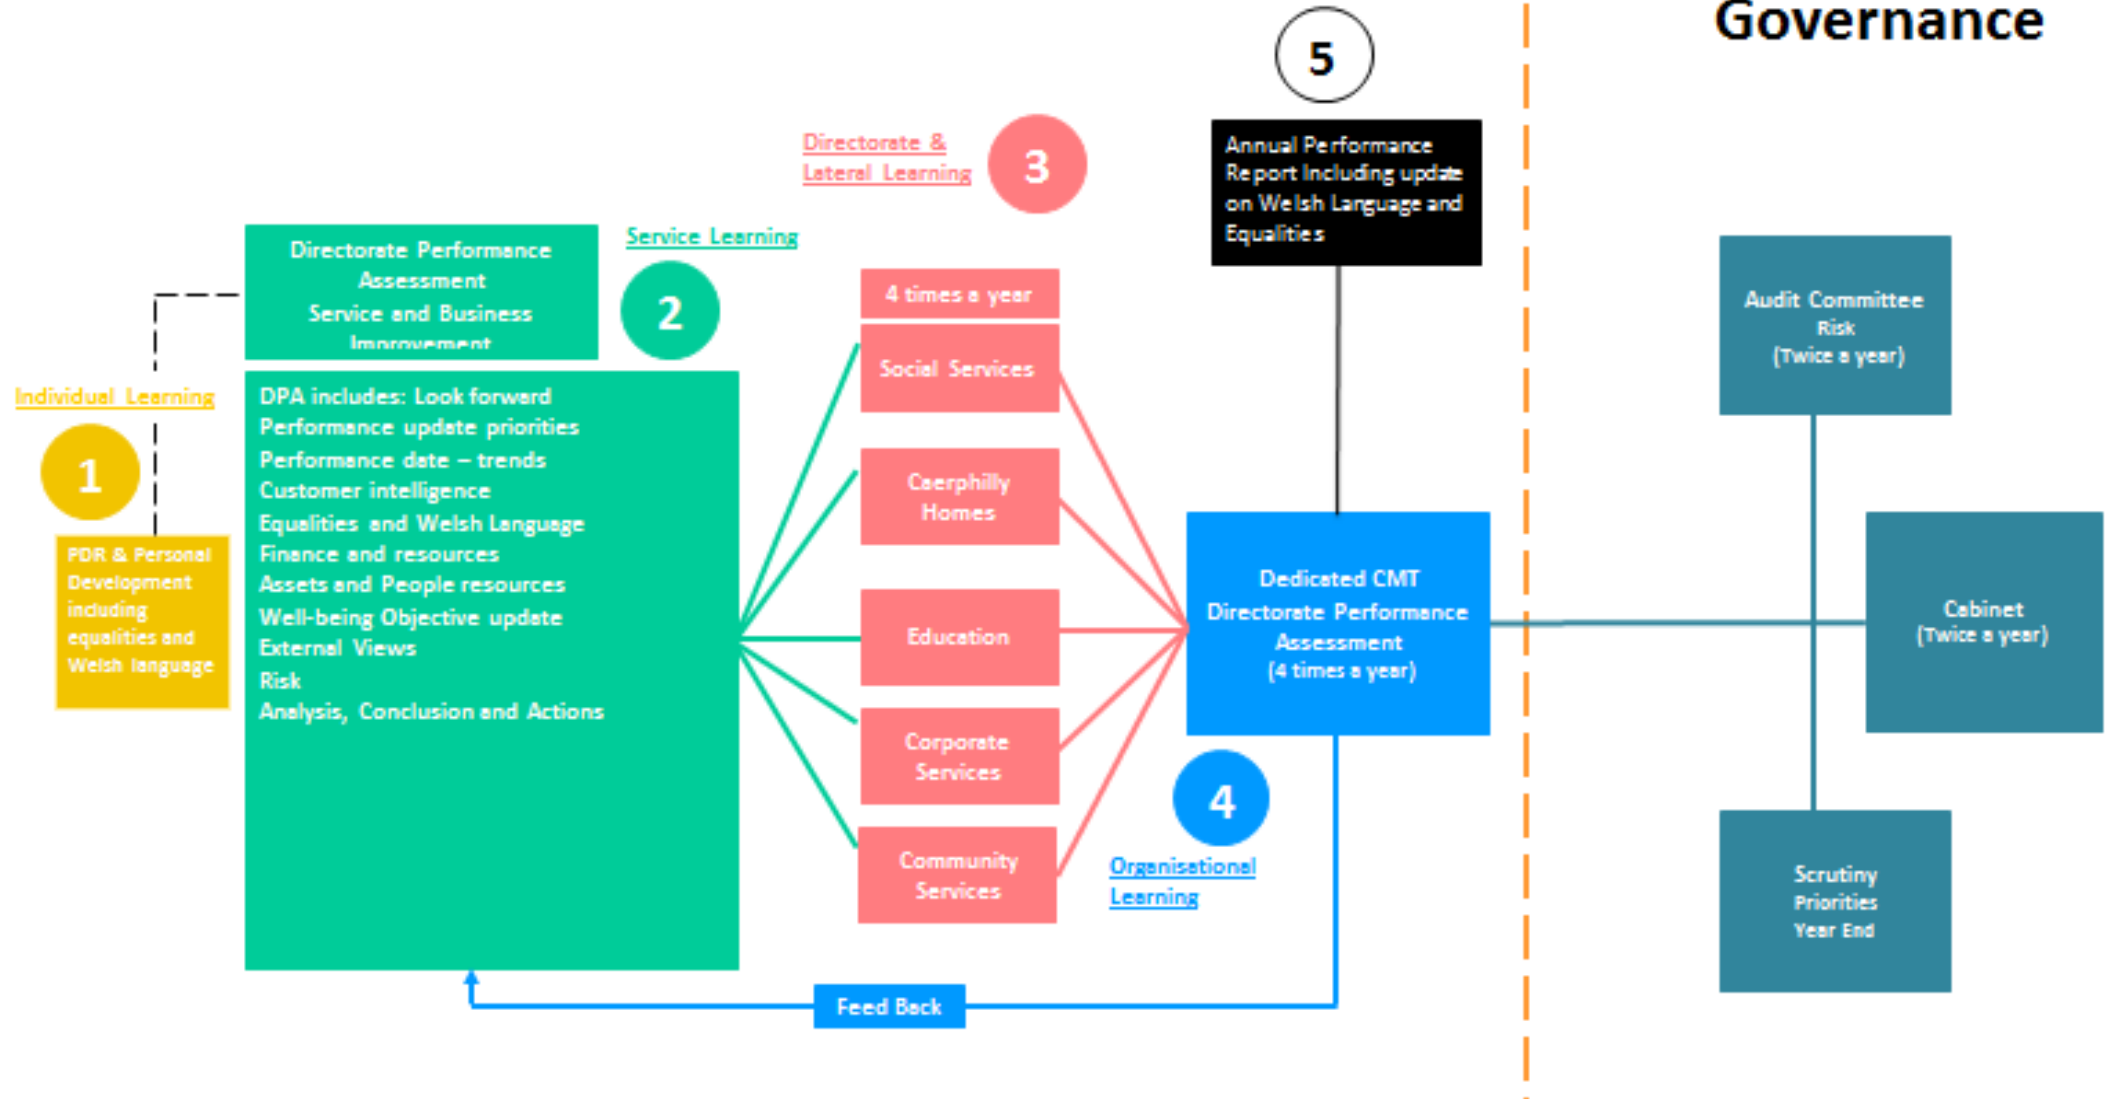 Governance
5
Annual Performance
Report Including update
on Welsh Language and
Equalities
Directorate &
Lateral Learning
3
Service Learning
2
Directorate Performance
Assessment
Service and Business
Improvement
Individual Learning
1
PDR & Personal
Development
including
equalities and
Welsh language
DPA includes: Look forward
Performance update priorities
Performance date – trends
Customer intelligence
Equalities and Welsh Language
Finance and resources
Assets and People resources
Well-being Objective update
External Views
Risk
Analysis, Conclusion and Actions
4 times a year
Social Services
Caerphilly
Homes
Education
Corporate
Services
Community
Services
Dedicated CMT
Directorate Performance
Assessment
(4 times a year)
4
Organisational
Learning
Feed Back
Audit Committee
Risk
(Twice a year)
Cabinet
(Twice a year)
Scrutiny
Priorities
Year End